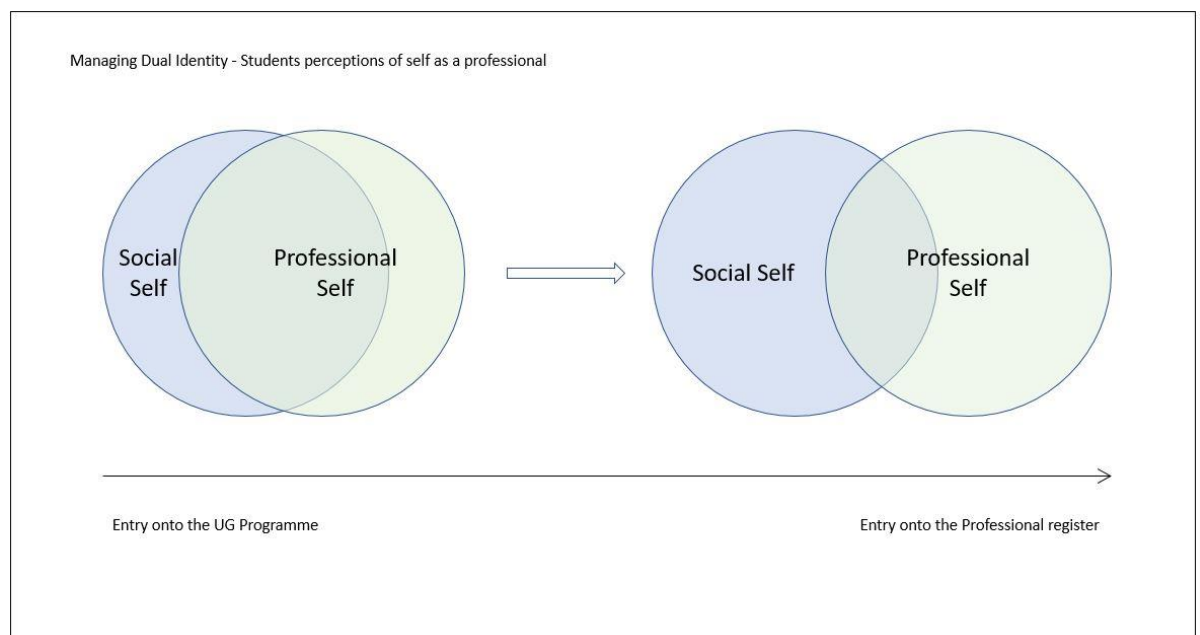 Managing Dual Identity - Students perceptions of self as a professional
Social
Self
Professional
Self
Social Self
Professional
Self
Entry onto the UG Programme
Entry onto the Professional register